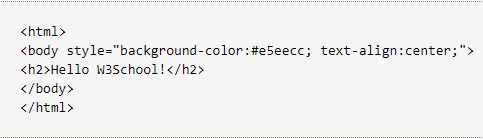 <html>
<body style="background-color:#e5eecc; text-align:center;">
<h2>Hello W3School!</h2>
</body>
</html>